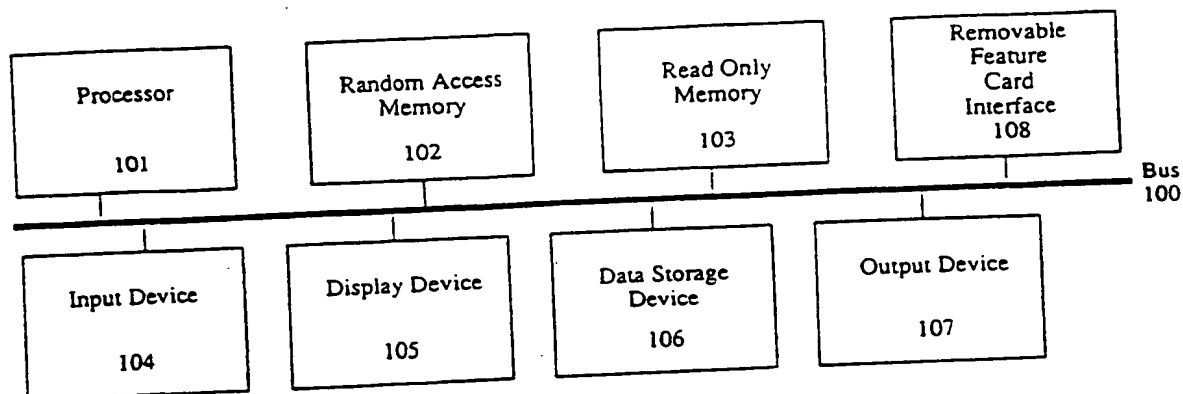 Processor
101
Random Access
Memory
102
Read Only
Memory
103
Removable
Feature
Card
Interface
108
Bus
100
Input Device
104
Display Device
105
Data Storage
Device
106
Output Device
107